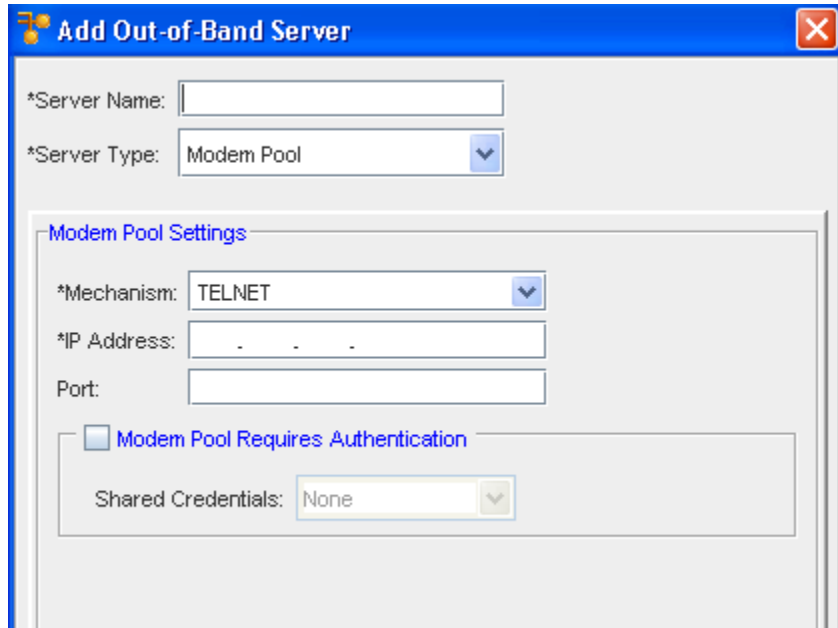 Add Out-of-Band Server
*Server Name:
*Server Type: Modem Pool
Modem Pool Settings
*Mechanism: TELNET
*IP Address: . . .
Port:
Modem Pool Requires Authentication
Shared Credentials: None